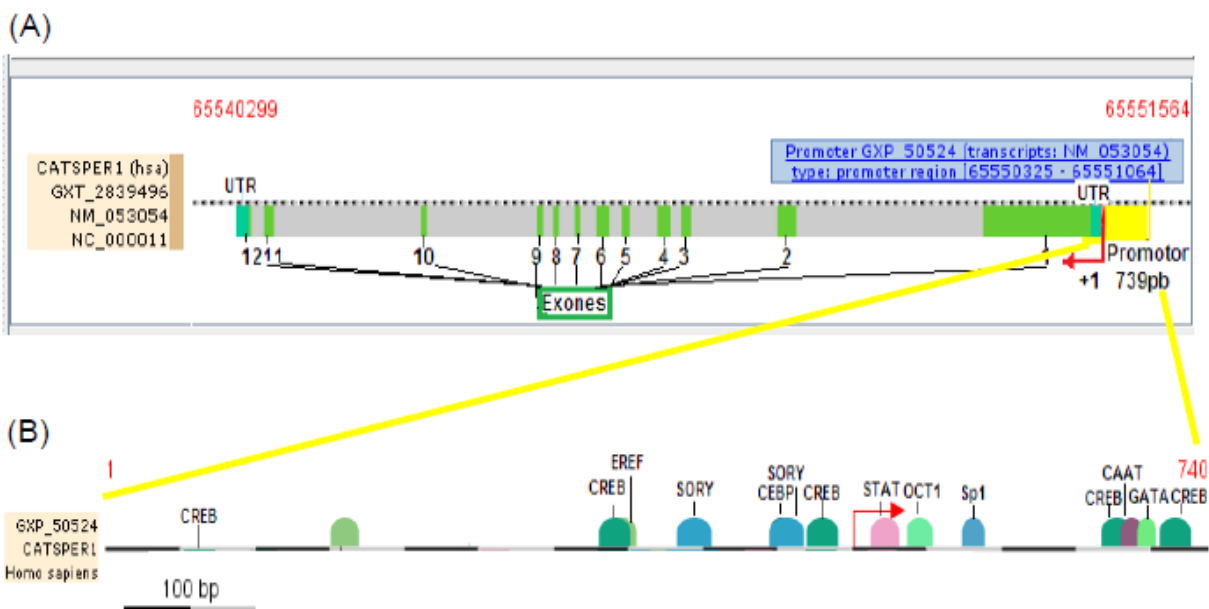 (A)
65540299
65551564
Promoter GXP_50524 (transcripts: NM_053054)
type: promoter region [65550325 - 65551064]
CATSPER1 (hsa)
GXT_2839496
NM_053054
NC_000011
UTR
UTR
12 11 10 9 8 7 6 5 4 3 2 1
Promotor
+1 739pb
Exones
(B)
1
740
EREF SORY CAAT
CREB CREB SORY CEBP CREB STAT OCT1 Sp1 CREB GATA CREB
GXP_50524
CATSPER1
Homo sapiens
100 bp